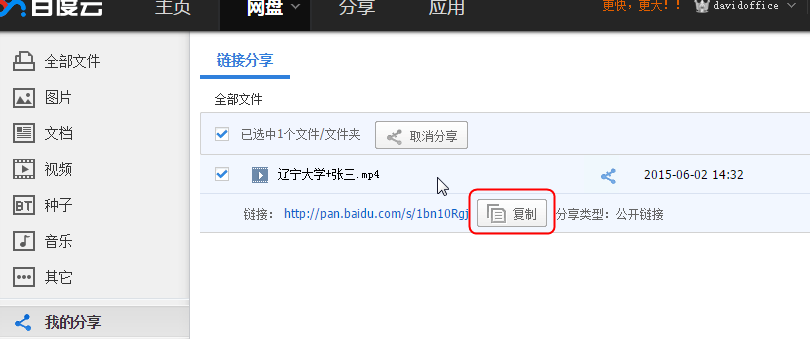 百度云 主页 网盘 分享 应用 更快，更大！！ davidoffice
全部文件
图片
文档
视频
BT 种子
音乐
其它
我的分享
链接分享
全部文件
已选中1个文件/文件夹 取消分享
辽宁大学+张三.mp4 2015-06-02 14:32
链接： http://pan.baidu.com/s/1bn10Rgj 复制 分享类型：公开链接